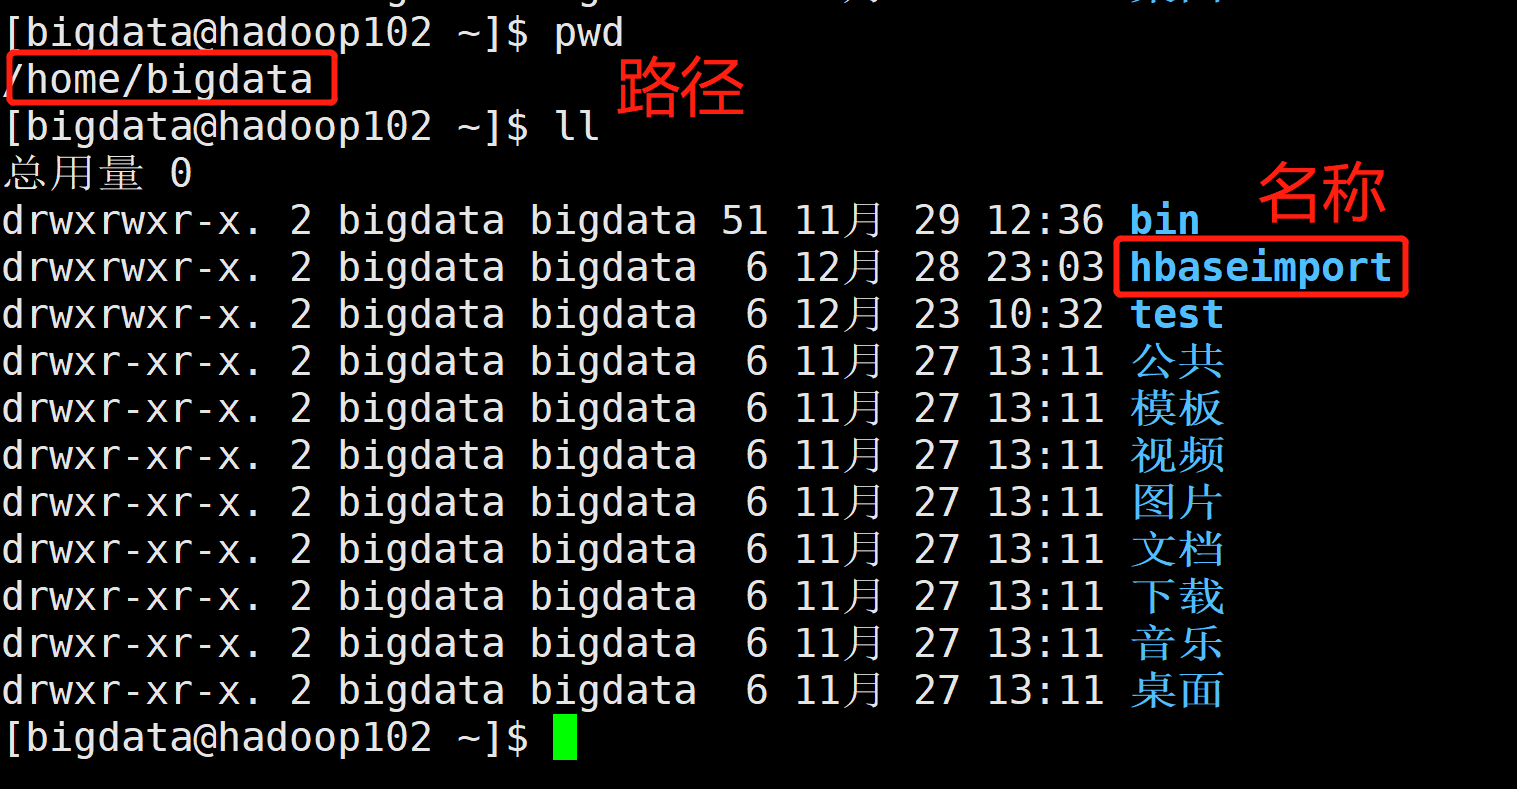 [bigdata@hadoop102 ~]$ pwd
/home/bigdata
路径
[bigdata@hadoop102 ~]$ ll
总用量 0
名称
drwxrwxr-x. 2 bigdata bigdata 51 11月 29 12:36 bin
drwxrwxr-x. 2 bigdata bigdata  6 12月 28 23:03 hbaseimport
drwxrwxr-x. 2 bigdata bigdata  6 12月 23 10:32 test
drwxr-xr-x. 2 bigdata bigdata  6 11月 27 13:11 公共
drwxr-xr-x. 2 bigdata bigdata  6 11月 27 13:11 模板
drwxr-xr-x. 2 bigdata bigdata  6 11月 27 13:11 视频
drwxr-xr-x. 2 bigdata bigdata  6 11月 27 13:11 图片
drwxr-xr-x. 2 bigdata bigdata  6 11月 27 13:11 文档
drwxr-xr-x. 2 bigdata bigdata  6 11月 27 13:11 下载
drwxr-xr-x. 2 bigdata bigdata  6 11月 27 13:11 音乐
drwxr-xr-x. 2 bigdata bigdata  6 11月 27 13:11 桌面
[bigdata@hadoop102 ~]$